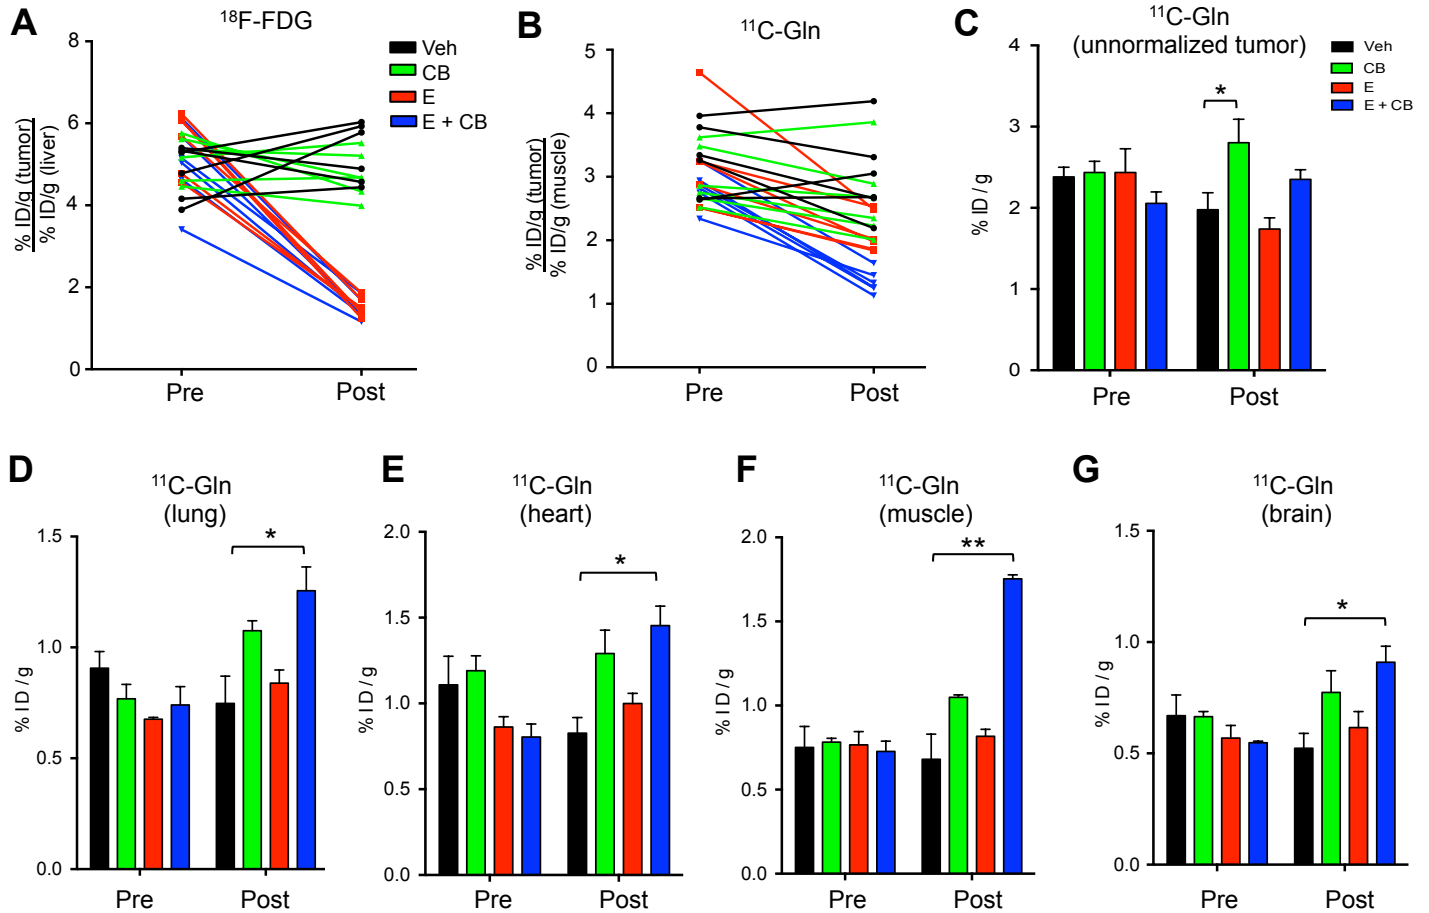 A
¹⁸F-FDG
8
6
4
2
0
% ID/g (tumor)
% ID/g (liver)
Pre
Post
Veh
CB
E
E + CB
B
¹¹C-Gln
5
4
3
2
1
0
% ID/g (tumor)
% ID/g (muscle)
Pre
Post
C
¹¹C-Gln
(unnormalized tumor)
4
3
2
1
0
% ID / g
*
Pre
Post
Veh
CB
E
E + CB
D
¹¹C-Gln
(lung)
1.5
1.0
0.5
0.0
% I D / g
*
Pre
Post
E
¹¹C-Gln
(heart)
2.0
1.5
1.0
0.5
0.0
% I D / g
*
Pre
Post
F
¹¹C-Gln
(muscle)
2.0
1.5
1.0
0.5
0.0
% I D / g
**
Pre
Post
G
¹¹C-Gln
(brain)
1.5
1.0
0.5
0.0
% I D / g
*
Pre
Post